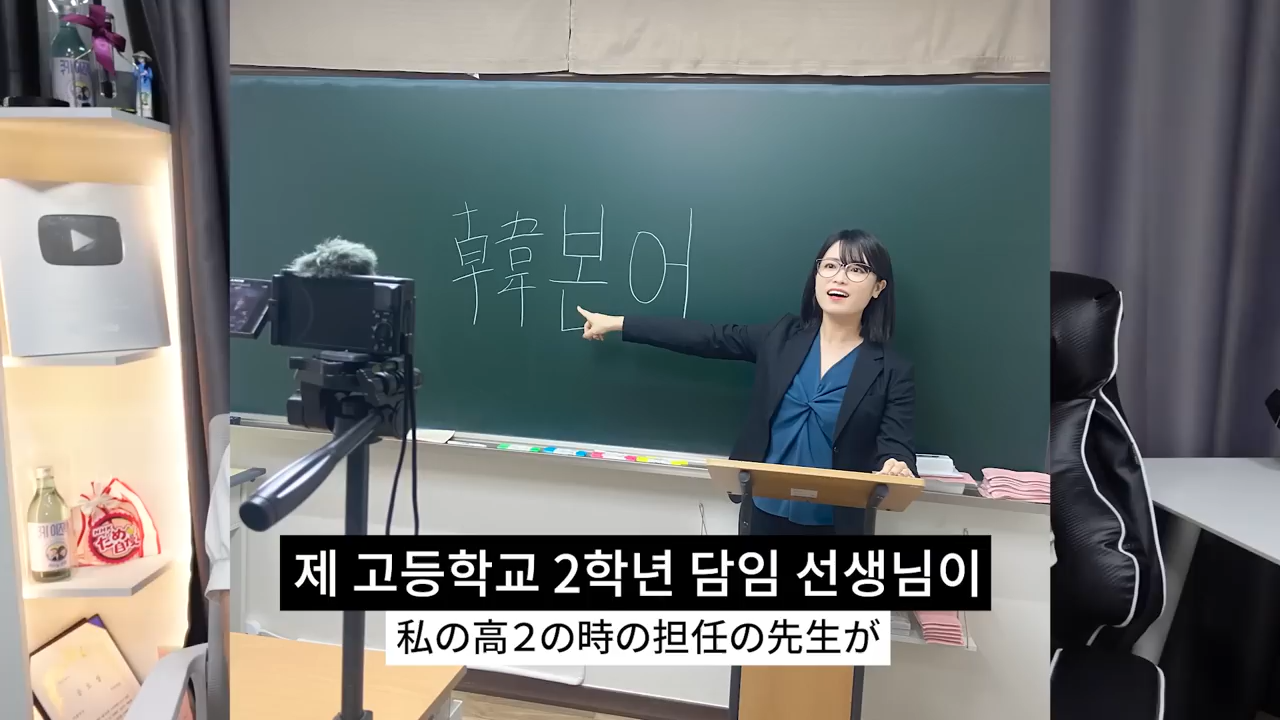 韓본어
제 고등학교 2학년 담임 선생님이
私の高２の時の担任の先生が